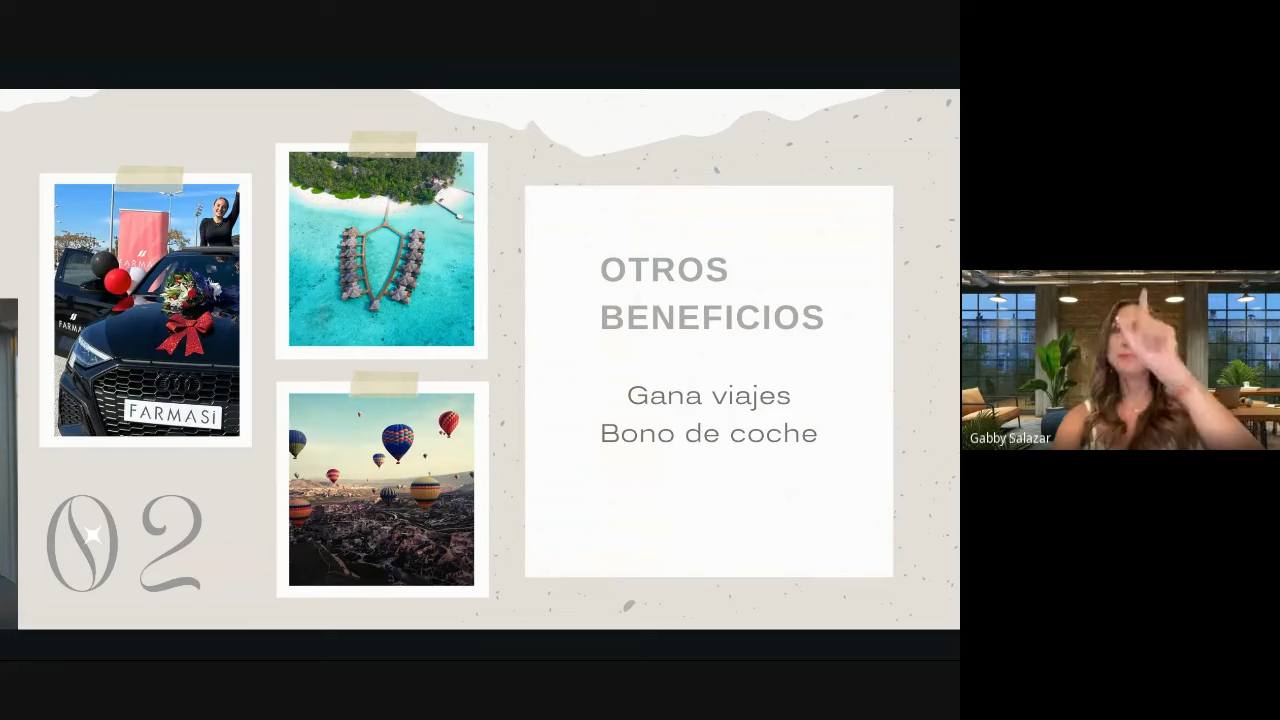 FARMASI
OTROS
BENEFICIOS
Gana viajes
Bono de coche
02
Gabby Salazar